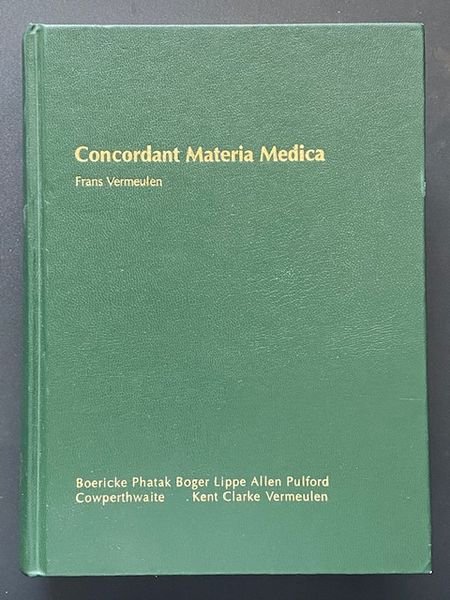 Concordant Materia Medica
Frans Vermeulen
Boericke Phatak Boger Lippe Allen Pulford
Cowperthwaite . Kent Clarke Vermeulen